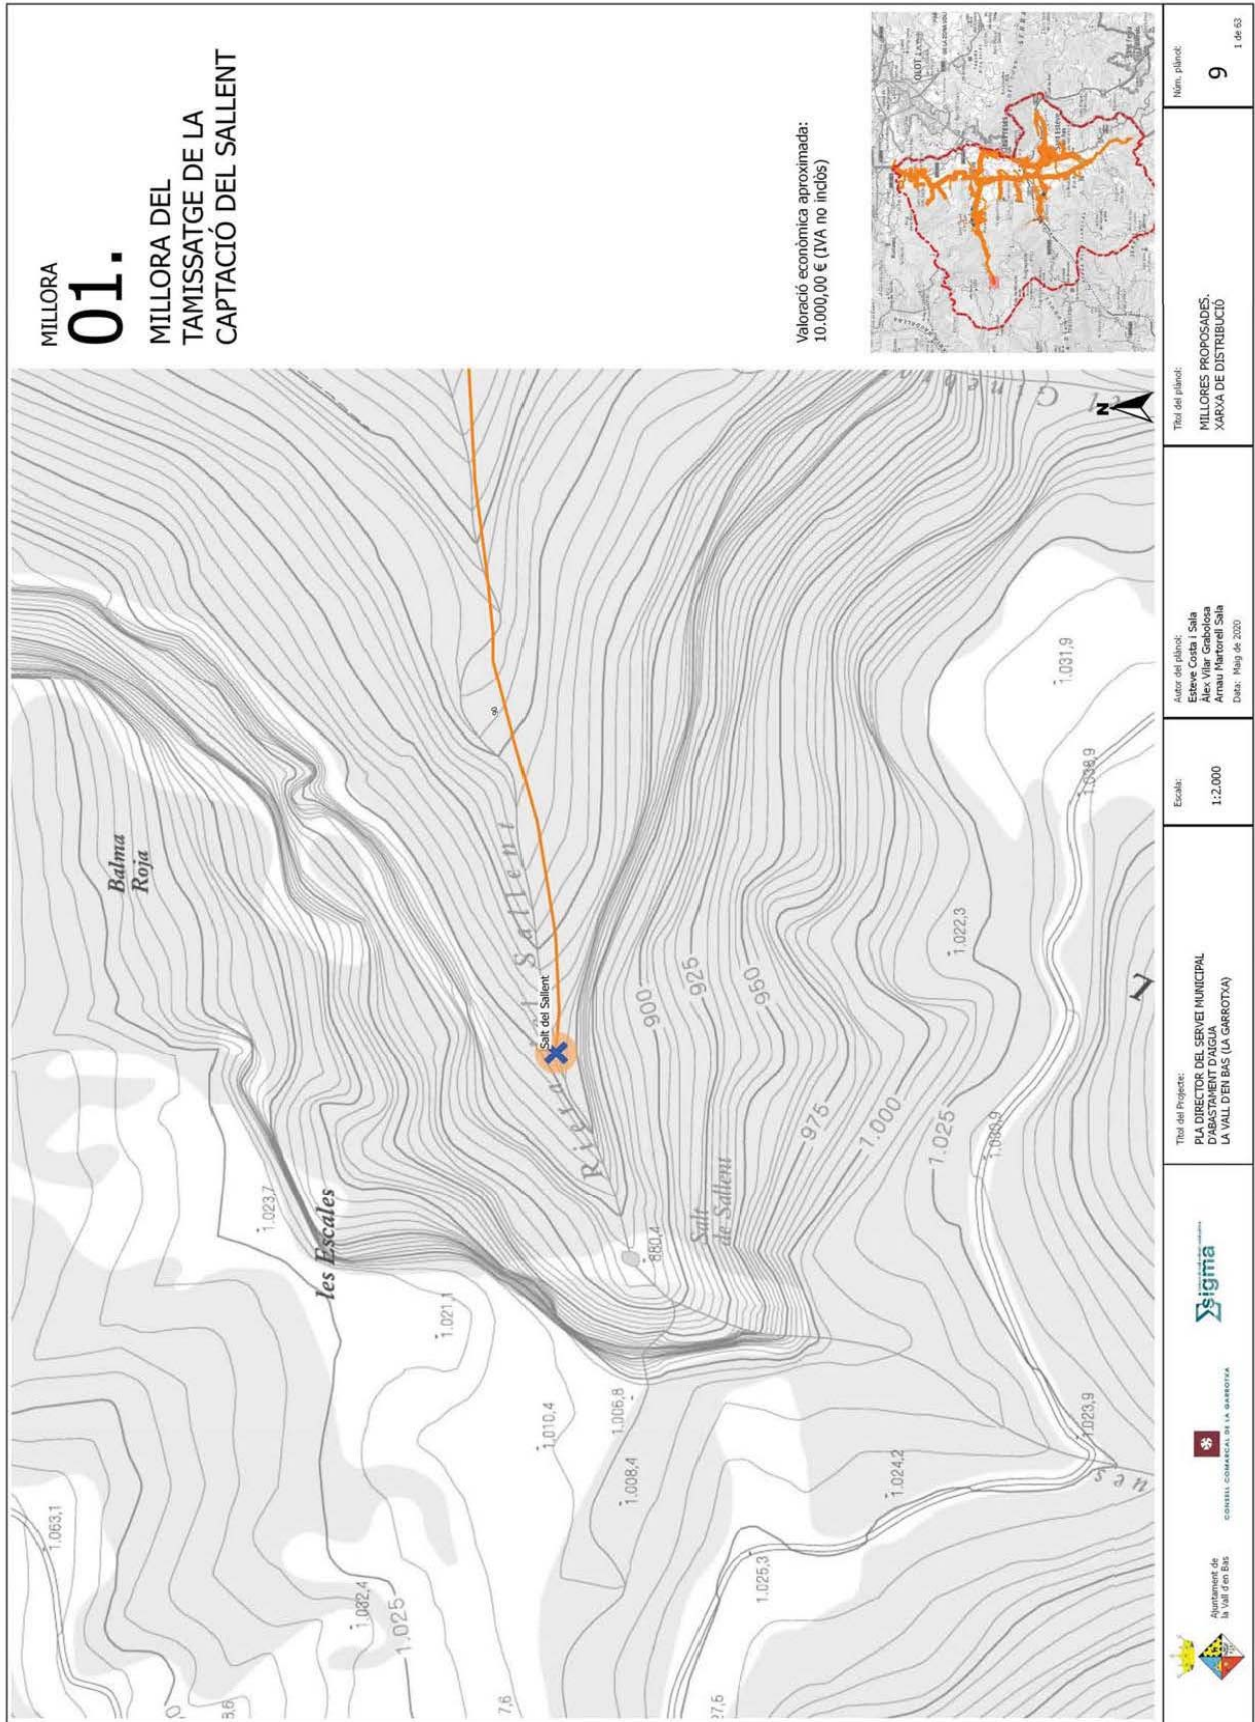 MILLORA
01.
MILLORA DEL
TAMISSATGE DE LA
CAPTACIÓ DEL SALLENT
Valoració econòmica aproximada:
10.000,00 € (IVA no inclòs)
Balma
Roja
les Escales
Salt del Sallent
Riera
Sallent
Salt
de Sallent
1.063,1
1.032,4
1.025
1.023,7
1.021,1
1.010,4
1.006,8
1.008,4
880,4
900
925
950
975
1.000
1.025
1.022,3
1.031,9
1.024,2
1.025,3
1.023,9
7,6
27,6
8,6
N
OLOT
Ajuntament de
la Vall d'en Bas
CONSELL COMARCAL DE LA GARROTXA
sigma
Títol del Projecte:
PLA DIRECTOR DEL SERVEI MUNICIPAL
D'ABASTAMENT D'AIGUA
LA VALL D'EN BAS (LA GARROTXA)
Escala:
1:2.000
Autor del plànol:
Esteve Costa i Sala
Àlex Vilar Grabolosa
Arnau Martorell Sala
Data: Maig de 2020
Títol del plànol:
MILLORES PROPOSADES.
XARXA DE DISTRIBUCIÓ
Núm. plànol:
9
1 de 63